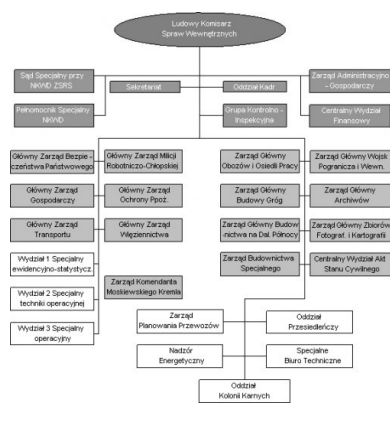 Ludowy Komisarz
Spraw Wewnętrznych
Sąd Specjalny przy
NKWD ZSRS
Sekretariat
Oddział Kadr
Zarząd Administracyjno
- Gospodarczy
Pełnomocnik Specjalny
NKWD
Grupa Kontrolno -
Inspekcyjna
Centralny Wydział
Finansowy
Główny Zarząd Bezpie -
czeństwa Państwowego
Główny Zarząd Milicji
Robotniczo-Chłopskiej
Zarząd Główny
Obozów i Osiedli Pracy
Zarząd Główny Wojsk
Pogranicza i Wewn.
Główny Zarząd
Gospodarczy
Główny Zarząd
Ochrony Ppoż.
Zarząd Główny
Budowy Dróg
Zarząd Główny
Archiwów
Główny Zarząd
Transportu
Główny Zarząd
Więziennictwa
Zarząd Główny Budow
-nictwa na Dal. Północy
Zarząd Główny Zbiorów
Fotograf. i Kartografii
Wydział 1 Specjalny
ewidencyjno-statystycz.
Zarząd Komendanta
Moskiewskiego Kremla
Zarząd Budownictwa
Specjalnego
Centralny Wydział Akt
Stanu Cywilnego
Wydział 2 Specjalny
techniki operacyjnej
Wydział 3 Specjalny
operacyjny
Zarząd
Planowania Przewozów
Oddział
Przesiedleńczy
Nadzór
Energetyczny
Specjalne
Biuro Techniczne
Oddział
Kolonii Karnych